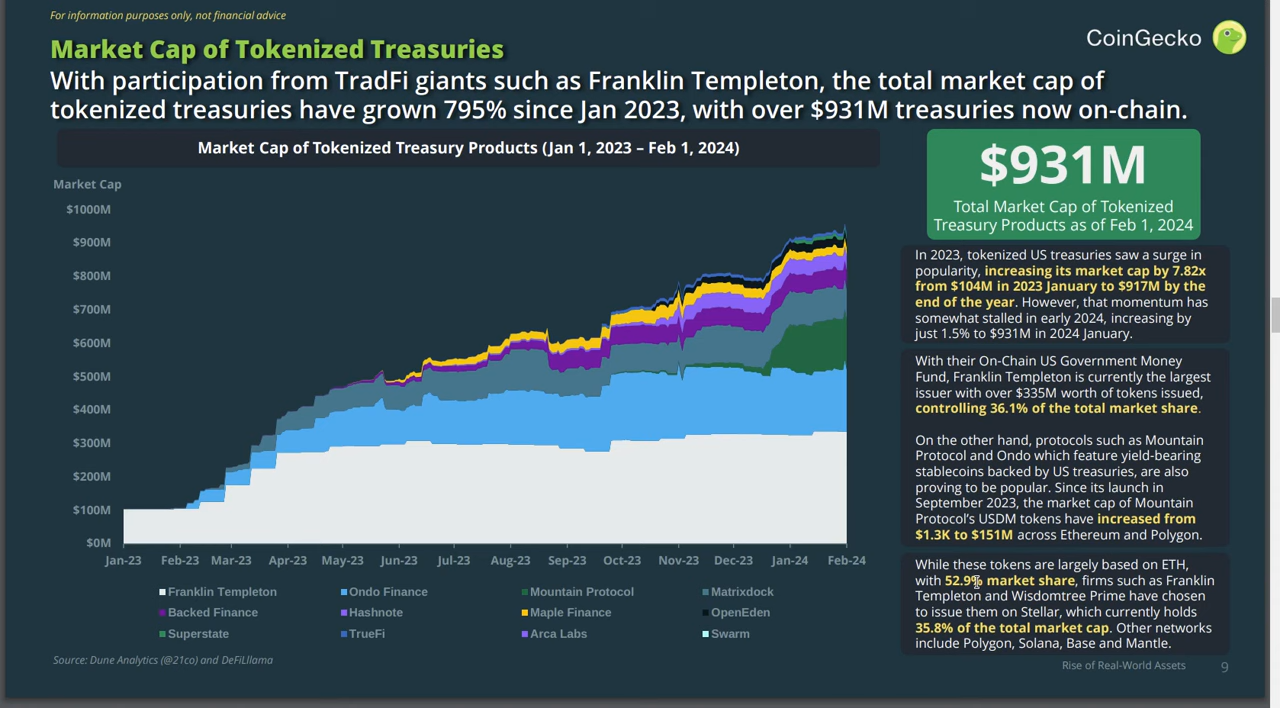 For information purposes only, not financial advice
CoinGecko
Market Cap of Tokenized Treasuries
With participation from TradFi giants such as Franklin Templeton, the total market cap of
tokenized treasuries have grown 795% since Jan 2023, with over $931M treasuries now on-chain.
Market Cap of Tokenized Treasury Products (Jan 1, 2023 – Feb 1, 2024)
Market Cap
$1000M
$900M
$800M
$700M
$600M
$500M
$400M
$300M
$200M
$100M
$0M
Jan-23 Feb-23 Mar-23 Apr-23 May-23 Jun-23 Jul-23 Aug-23 Sep-23 Oct-23 Nov-23 Dec-23 Jan-24 Feb-24
Franklin Templeton Ondo Finance Mountain Protocol Matrixdock
Backed Finance Hashnote Maple Finance OpenEden
Superstate TrueFi Arca Labs Swarm
Source: Dune Analytics (@21co) and DeFiLlama
$931M
Total Market Cap of Tokenized
Treasury Products as of Feb 1, 2024
In 2023, tokenized US treasuries saw a surge in
popularity, increasing its market cap by 7.82x
from $104M in 2023 January to $917M by the
end of the year. However, that momentum has
somewhat stalled in early 2024, increasing by
just 1.5% to $931M in 2024 January.
With their On-Chain US Government Money
Fund, Franklin Templeton is currently the largest
issuer with over $335M worth of tokens issued,
controlling 36.1% of the total market share.
On the other hand, protocols such as Mountain
Protocol and Ondo which feature yield-bearing
stablecoins backed by US treasuries, are also
proving to be popular. Since its launch in
September 2023, the market cap of Mountain
Protocol's USDM tokens have increased from
$1.3K to $151M across Ethereum and Polygon.
While these tokens are largely based on ETH,
with 52.9% market share, firms such as Franklin
Templeton and Wisdomtree Prime have chosen
to issue them on Stellar, which currently holds
35.8% of the total market cap. Other networks
include Polygon, Solana, Base and Mantle.
Rise of Real-World Assets 9